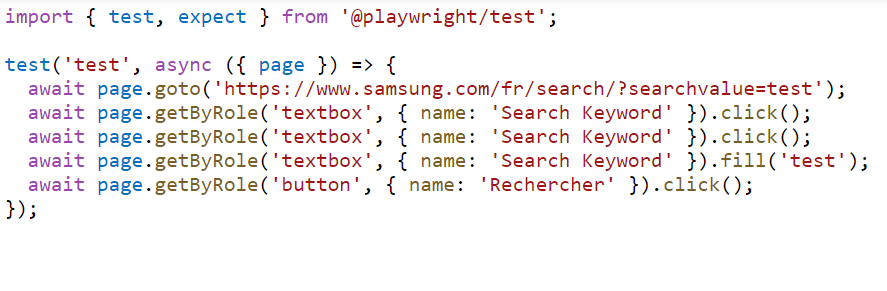 import { test, expect } from '@playwright/test';

test('test', async ({ page }) => {
  await page.goto('https://www.samsung.com/fr/search/?searchvalue=test');
  await page.getByRole('textbox', { name: 'Search Keyword' }).click();
  await page.getByRole('textbox', { name: 'Search Keyword' }).click();
  await page.getByRole('textbox', { name: 'Search Keyword' }).fill('test');
  await page.getByRole('button', { name: 'Rechercher' }).click();
});